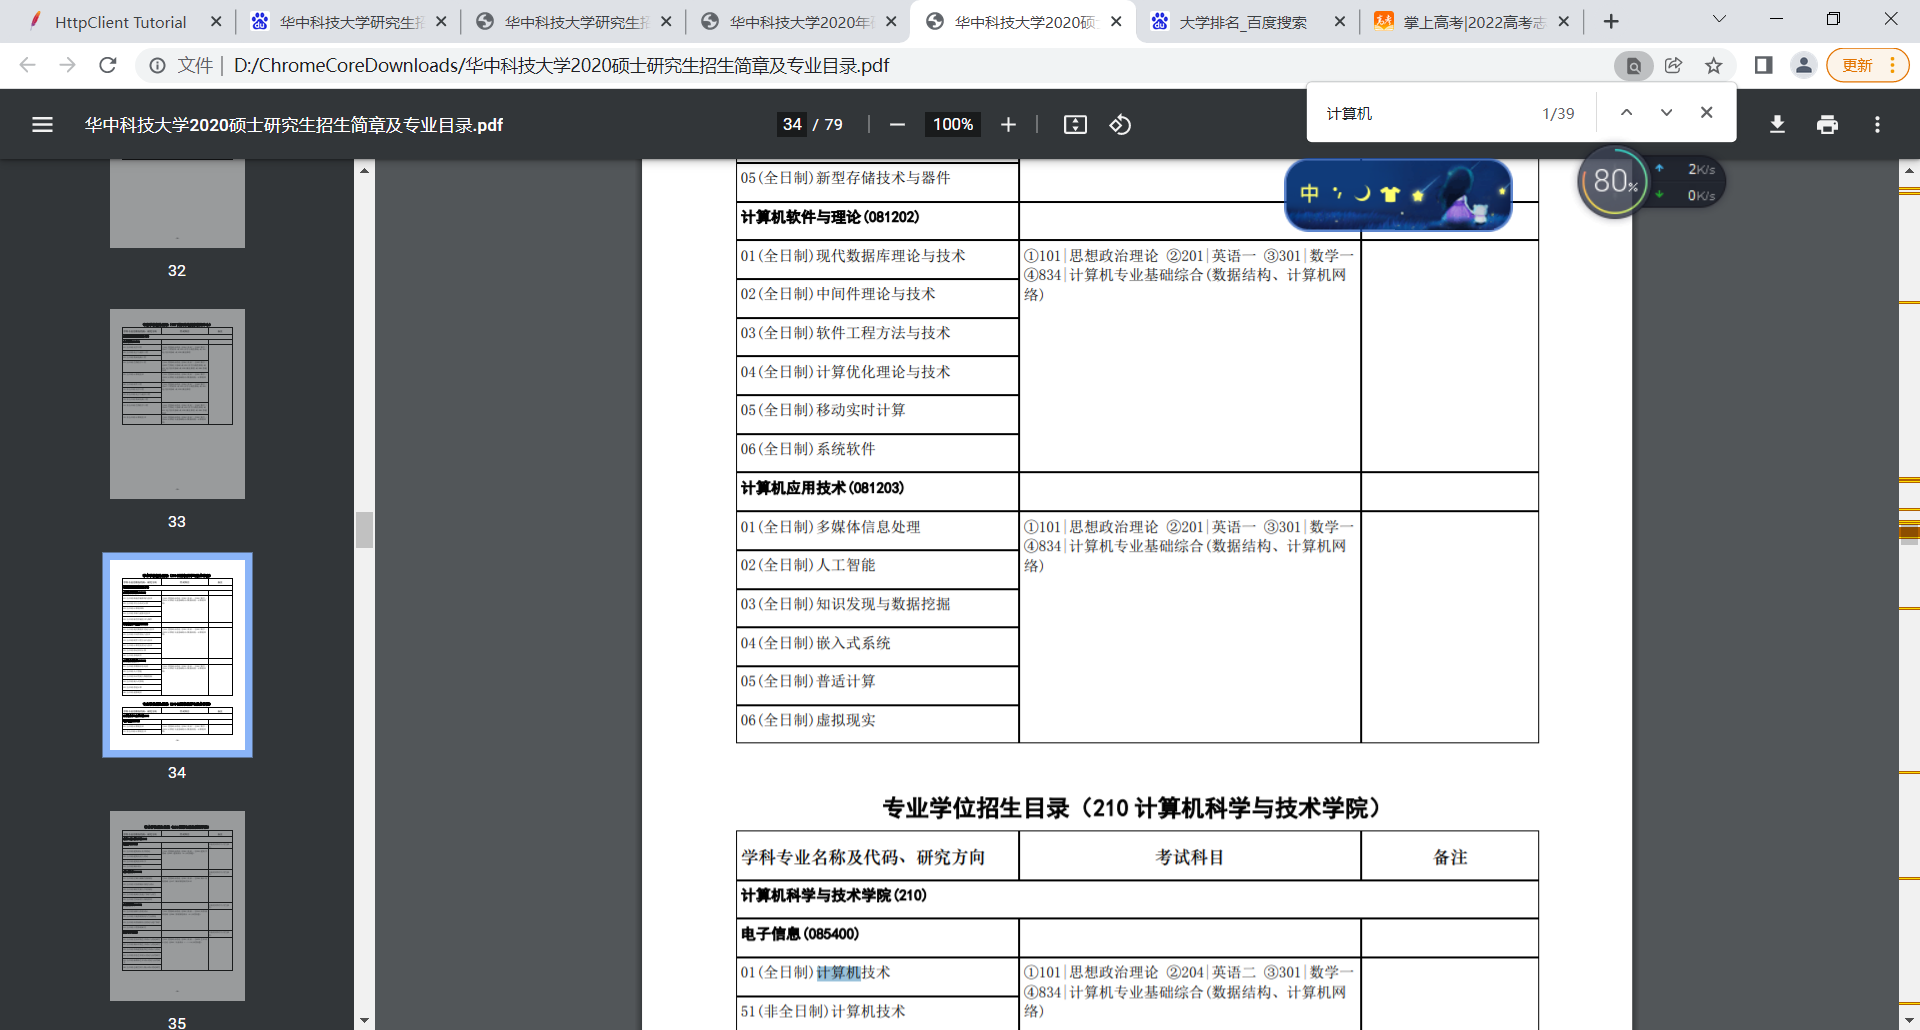 HttpClient Tutorial
华中科技大学研究生招
华中科技大学研究生招
华中科技大学2020年
华中科技大学2020硕
大学排名_百度搜索
掌上高考|2022高考志
文件 | D:/ChromeCoreDownloads/华中科技大学2020硕士研究生招生简章及专业目录.pdf
更新
华中科技大学2020硕士研究生招生简章及专业目录.pdf
34 / 79
100%
计算机
1/39
80%
2K/s
0K/s
中
32
33
34
35
05(全日制)新型存储技术与器件
计算机软件与理论(081202)
01(全日制)现代数据库理论与技术
①101|思想政治理论 ②201|英语一 ③301|数学一
④834|计算机专业基础综合(数据结构、计算机网
络)
02(全日制)中间件理论与技术
03(全日制)软件工程方法与技术
04(全日制)计算优化理论与技术
05(全日制)移动实时计算
06(全日制)系统软件
计算机应用技术(081203)
01(全日制)多媒体信息处理
①101|思想政治理论 ②201|英语一 ③301|数学一
④834|计算机专业基础综合(数据结构、计算机网
络)
02(全日制)人工智能
03(全日制)知识发现与数据挖掘
04(全日制)嵌入式系统
05(全日制)普适计算
06(全日制)虚拟现实
专业学位招生目录（210 计算机科学与技术学院）
学科专业名称及代码、研究方向
考试科目
备注
计算机科学与技术学院(210)
电子信息(085400)
01(全日制)计算机技术
①101|思想政治理论 ②204|英语二 ③301|数学一
④834|计算机专业基础综合(数据结构、计算机网
络)
51(非全日制)计算机技术